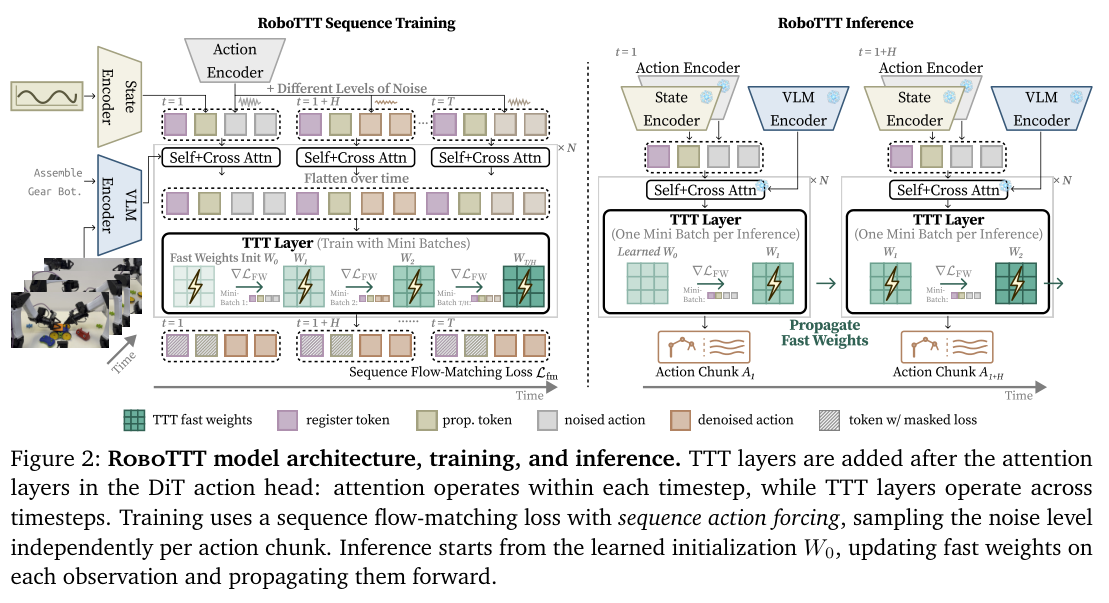 RoboTTT Sequence Training
RoboTTT Inference
State
Encoder
Action
Encoder
+ Different Levels of Noise
t = 1
t = 1 + H
t = T
......
× N
Assemble
Gear Bot.
VLM
Encoder
Self+Cross Attn
Self+Cross Attn
Self+Cross Attn
Flatten over time
TTT Layer (Train with Mini Batches)
Fast Weights Init W0
W1
W2
WT/H
∇ℒFW
∇ℒFW
∇ℒFW
Mini-
Batch 1:
Mini-
Batch 2:
Mini-
Batch T/H:
t = 1
t = 1 + H
......
t = T
Sequence Flow-Matching Loss ℒfm
Time
Time
t = 1
Action Encoder
State
Encoder
VLM
Encoder
Self+Cross Attn
× N
TTT Layer
(One Mini Batch per Inference)
Learned W0
W1
∇ℒFW
Mini-
Batch:
Action Chunk A1
Propagate
Fast Weights
t = 1+H
Action Encoder
State
Encoder
VLM
Encoder
Self+Cross Attn
× N
TTT Layer
(One Mini Batch per Inference)
W1
W2
∇ℒFW
Mini-
Batch:
Action Chunk A1+H
Time
TTT fast weights
register token
prop. token
noised action
denoised action
token w/ masked loss
Figure 2: RoboTTT model architecture, training, and inference. TTT layers are added after the attention
layers in the DiT action head: attention operates within each timestep, while TTT layers operate across
timesteps. Training uses a sequence flow-matching loss with sequence action forcing, sampling the noise level
independently per action chunk. Inference starts from the learned initialization W0, updating fast weights on
each observation and propagating them forward.